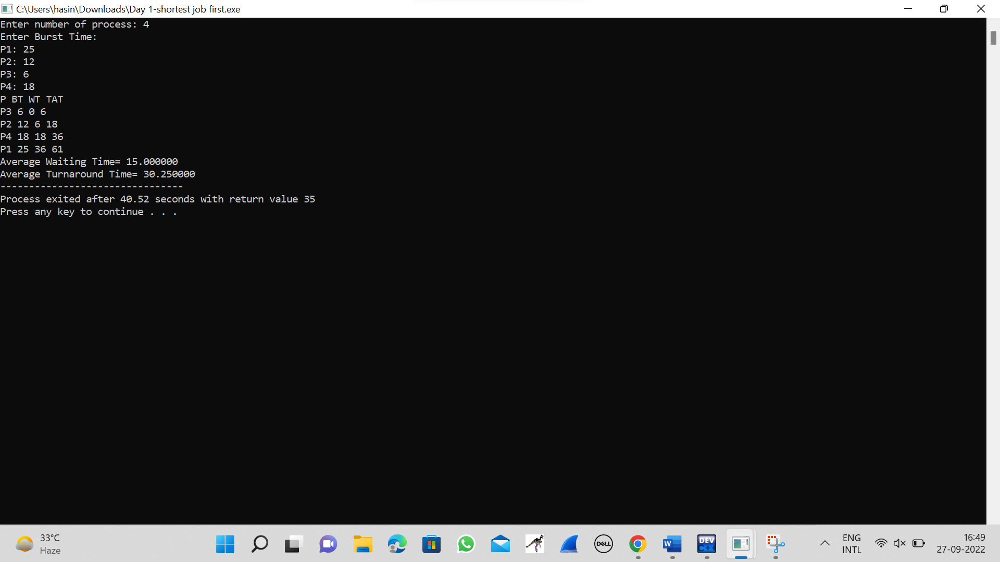 C:\Users\hasin\Downloads\Day 1-shortest job first.exe
Enter number of process: 4
Enter Burst Time:
P1: 25
P2: 12
P3: 6
P4: 18
P BT WT TAT
P3 6 0 6
P2 12 6 18
P4 18 18 36
P1 25 36 61
Average Waiting Time= 15.000000
Average Turnaround Time= 30.250000
--------------------------------
Process exited after 40.52 seconds with return value 35
Press any key to continue . . .
33°C
Haze
DELL
W
DEV
C++
ENG
INTL
16:49
27-09-2022